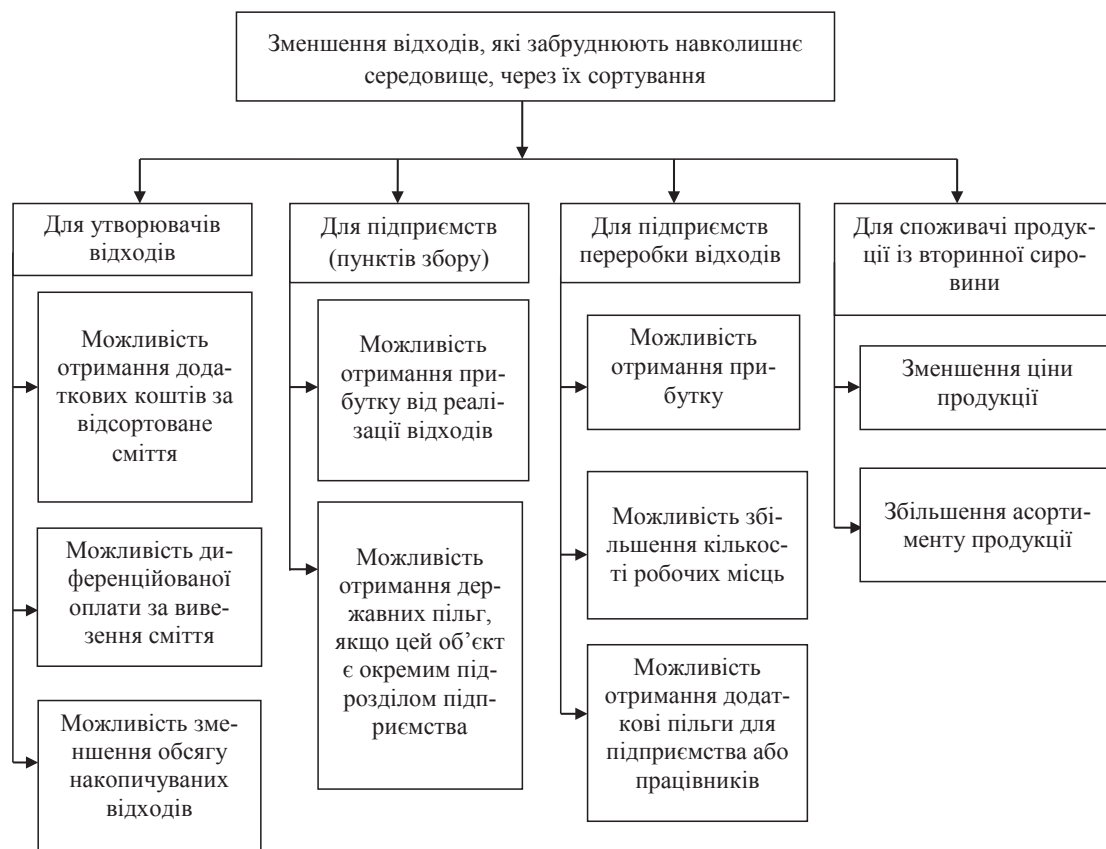 Зменшення відходів, які забруднюють навколишнє
середовище, через їх сортування
Для утворювачів
відходів
Можливість
отримання дода-
ткових коштів за
відсортоване
сміття
Можливість ди-
ференційованої
оплати за виве-
зення сміття
Можливість зме-
ншення обсягу
накопичуваних
відходів
Для підприємств
(пунктів збору)
Можливість
отримання при-
бутку від реалі-
зації відходів
Можливість
отримання дер-
жавних пільг,
якщо цей об’єкт
є окремим під-
розділом підп-
риємства
Для підприємств
переробки відходів
Можливість
отримання при-
бутку
Можливість збі-
льшення кількос-
ті робочих місць
Можливість
отримання додат-
кові пільги для
підприємства або
працівників
Для споживачі продук-
ції із вторинної сиро-
вини
Зменшення ціни
продукції
Збільшення асорти-
менту продукції